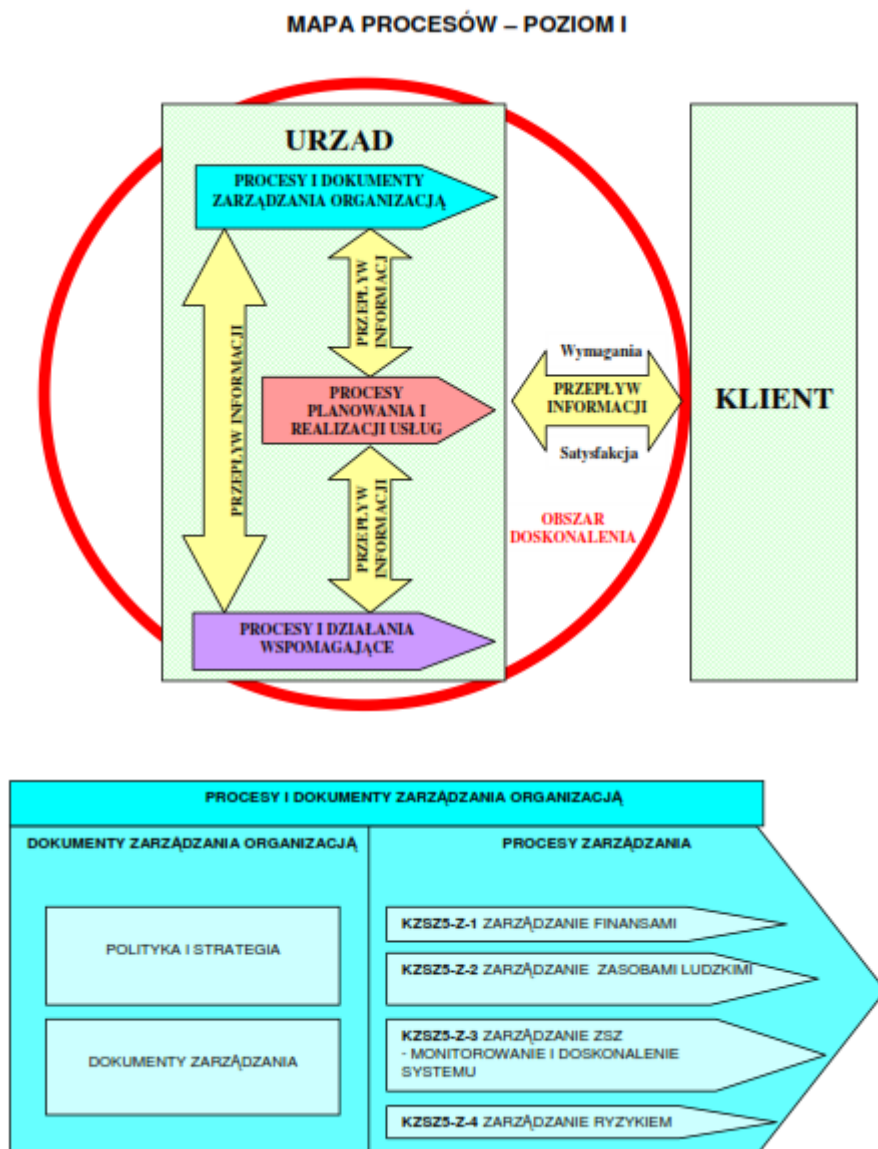 MAPA PROCESÓW – POZIOM I
URZĄD
PROCESY I DOKUMENTY
ZARZĄDZANIA ORGANIZACJĄ
PRZEPŁYW INFORMACJI
PRZEPŁYW
INFORMACJ
PROCESY
PLANOWANIA I
REALIZACJI USŁUG
PRZEPŁYW
INFORMACJI
PROCESY I DZIAŁANIA
WSPOMAGAJĄCE
Wymagania
PRZEPŁYW
INFORMACJI
Satysfakcja
OBSZAR
DOSKONALENIA
KLIENT
PROCESY I DOKUMENTY ZARZĄDZANIA ORGANIZACJĄ
DOKUMENTY ZARZĄDZANIA ORGANIZACJĄ
POLITYKA I STRATEGIA
DOKUMENTY ZARZĄDZANIA
PROCESY ZARZĄDZANIA
KZSZ5-Z-1 ZARZĄDZANIE FINANSAMI
KZSZ5-Z-2 ZARZĄDZANIE ZASOBAMI LUDZKIMI
KZSZ5-Z-3 ZARZĄDZANIE ZSZ
- MONITOROWANIE I DOSKONALENIE
SYSTEMU
KZSZ5-Z-4 ZARZĄDZANIE RYZYKIEM